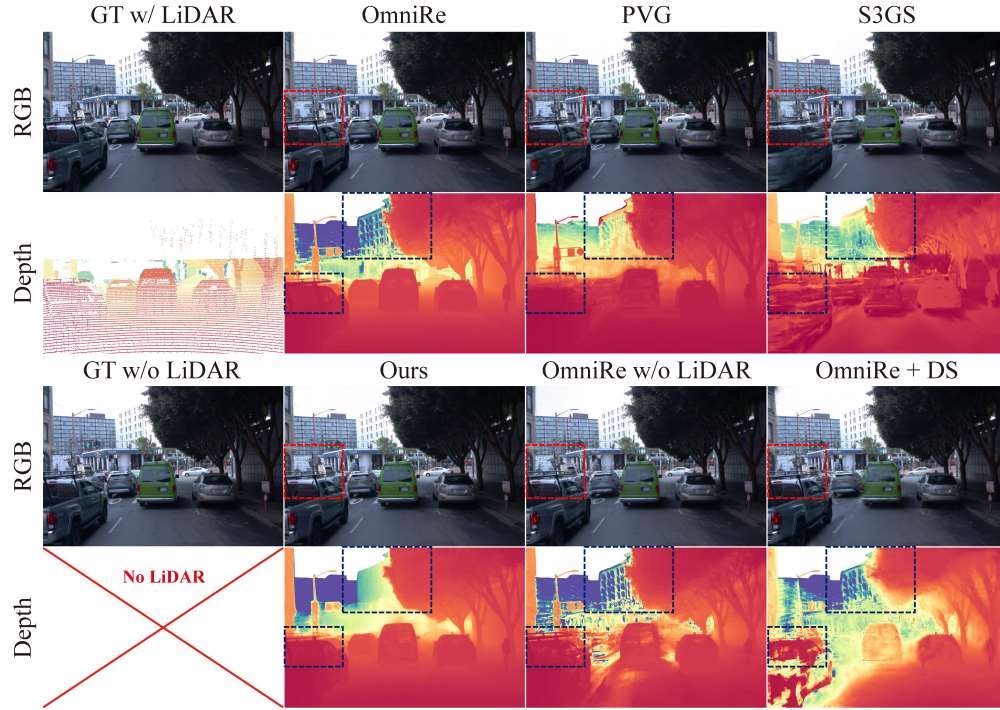 GT w/ LiDAR OmniRe PVG S3GS
RGB
Depth
GT w/o LiDAR Ours OmniRe w/o LiDAR OmniRe + DS
RGB
No LiDAR
Depth